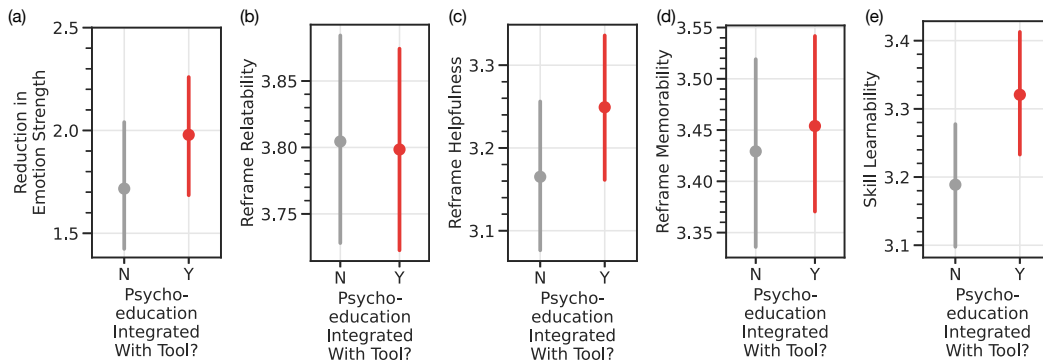 (a)
Reduction in
Emotion Strength
2.5
2.0
1.5
N Y
Psycho-
education
Integrated
With Tool?
(b)
Reframe Relatability
3.85
3.80
3.75
N Y
Psycho-
education
Integrated
With Tool?
(c)
Reframe Helpfulness
3.3
3.2
3.1
N Y
Psycho-
education
Integrated
With Tool?
(d)
Reframe Memorability
3.55
3.50
3.45
3.40
3.35
N Y
Psycho-
education
Integrated
With Tool?
(e)
Skill Learnability
3.4
3.3
3.2
3.1
N Y
Psycho-
education
Integrated
With Tool?